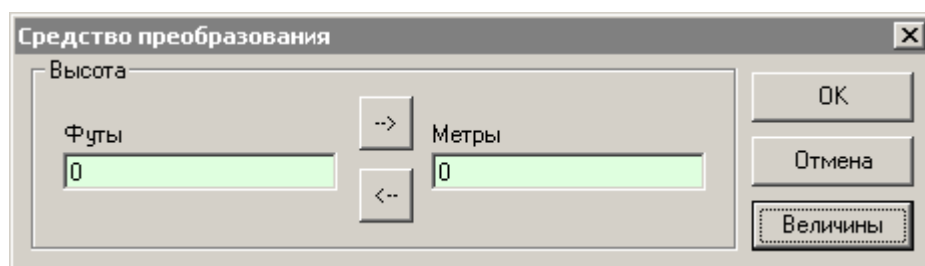 Средство преобразования
Высота
Футы
0
-->
<--
Метры
0
OK
Отмена
Величины